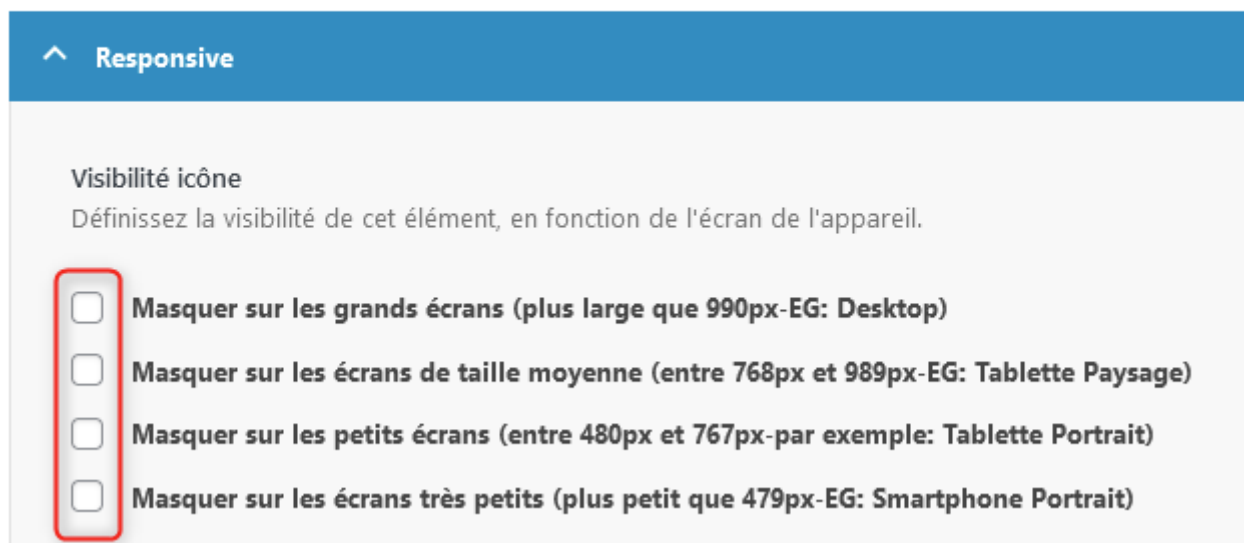 Responsive
Visibilité icône
Définissez la visibilité de cet élément, en fonction de l'écran de l'appareil.
Masquer sur les grands écrans (plus large que 990px-EG: Desktop)
Masquer sur les écrans de taille moyenne (entre 768px et 989px-EG: Tablette Paysage)
Masquer sur les petits écrans (entre 480px et 767px-par exemple: Tablette Portrait)
Masquer sur les écrans très petits (plus petit que 479px-EG: Smartphone Portrait)